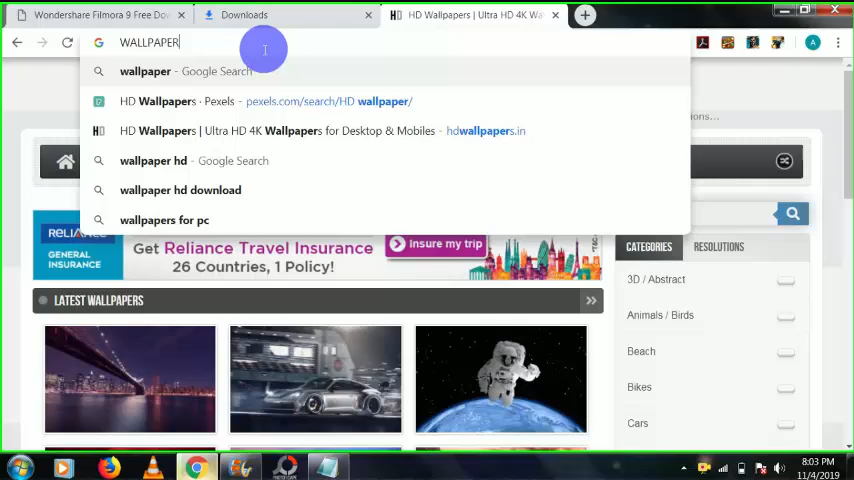 Wondershare Filmora 9 Free Dow
Downloads
HD Wallpapers | Ultra HD 4K Wa
WALLPAPER
A
wallpaper - Google Search
HD Wallpapers · Pexels - pexels.com/search/HD wallpaper/
HD Wallpapers | Ultra HD 4K Wallpapers for Desktop & Mobiles - hdwallpapers.in
wallpaper hd - Google Search
wallpaper hd download
wallpapers for pc
ons...
RELIANCE
GENERAL
INSURANCE
Get Reliance Travel Insurance
26 Countries, 1 Policy!
Insure my trip
CATEGORIES
RESOLUTIONS
3D / Abstract
Animals / Birds
Beach
Bikes
Cars
LATEST WALLPAPERS
8:03 PM
11/4/2019